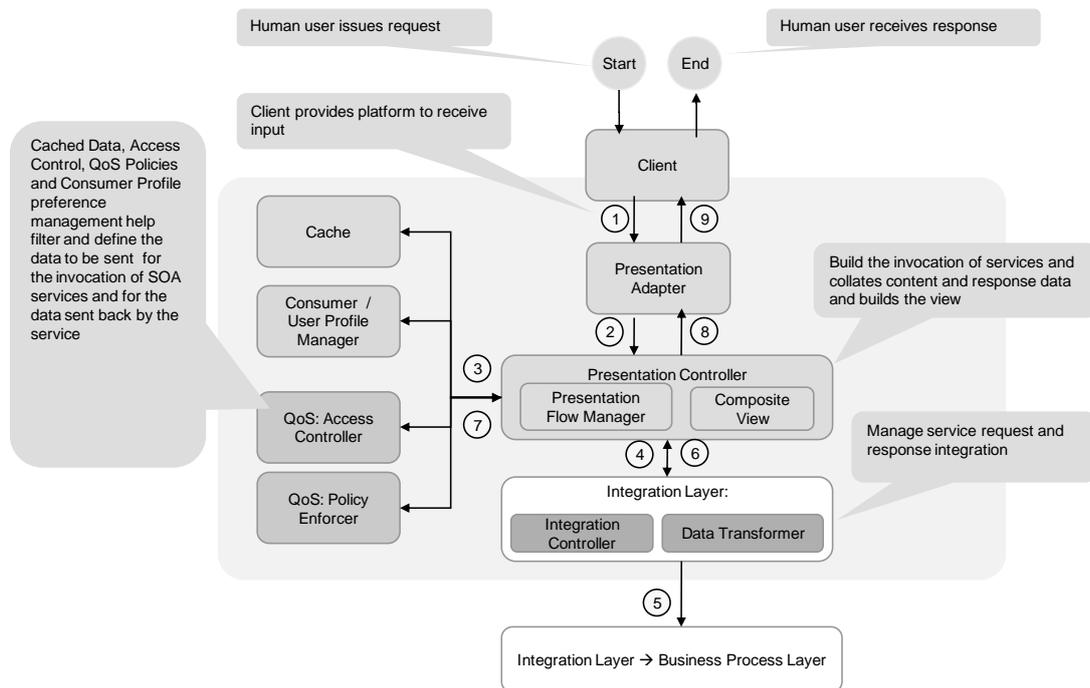 Human user issues request
Human user receives response
Start
End
Client provides platform to receive
input
Client
Cached Data, Access
Control, QoS Policies
and Consumer Profile
preference
management help
filter and define the
data to be sent for
the invocation of SOA
services and for the
data sent back by the
service
1
9
Cache
Presentation
Adapter
Build the invocation of services and
collates content and response data
and builds the view
Consumer /
User Profile
Manager
2
8
3
Presentation Controller
Presentation
Flow Manager
Composite
View
7
QoS: Access
Controller
Manage service request and
response integration
4
6
QoS: Policy
Enforcer
Integration Layer:
Integration
Controller
Data Transformer
5
Integration Layer → Business Process Layer